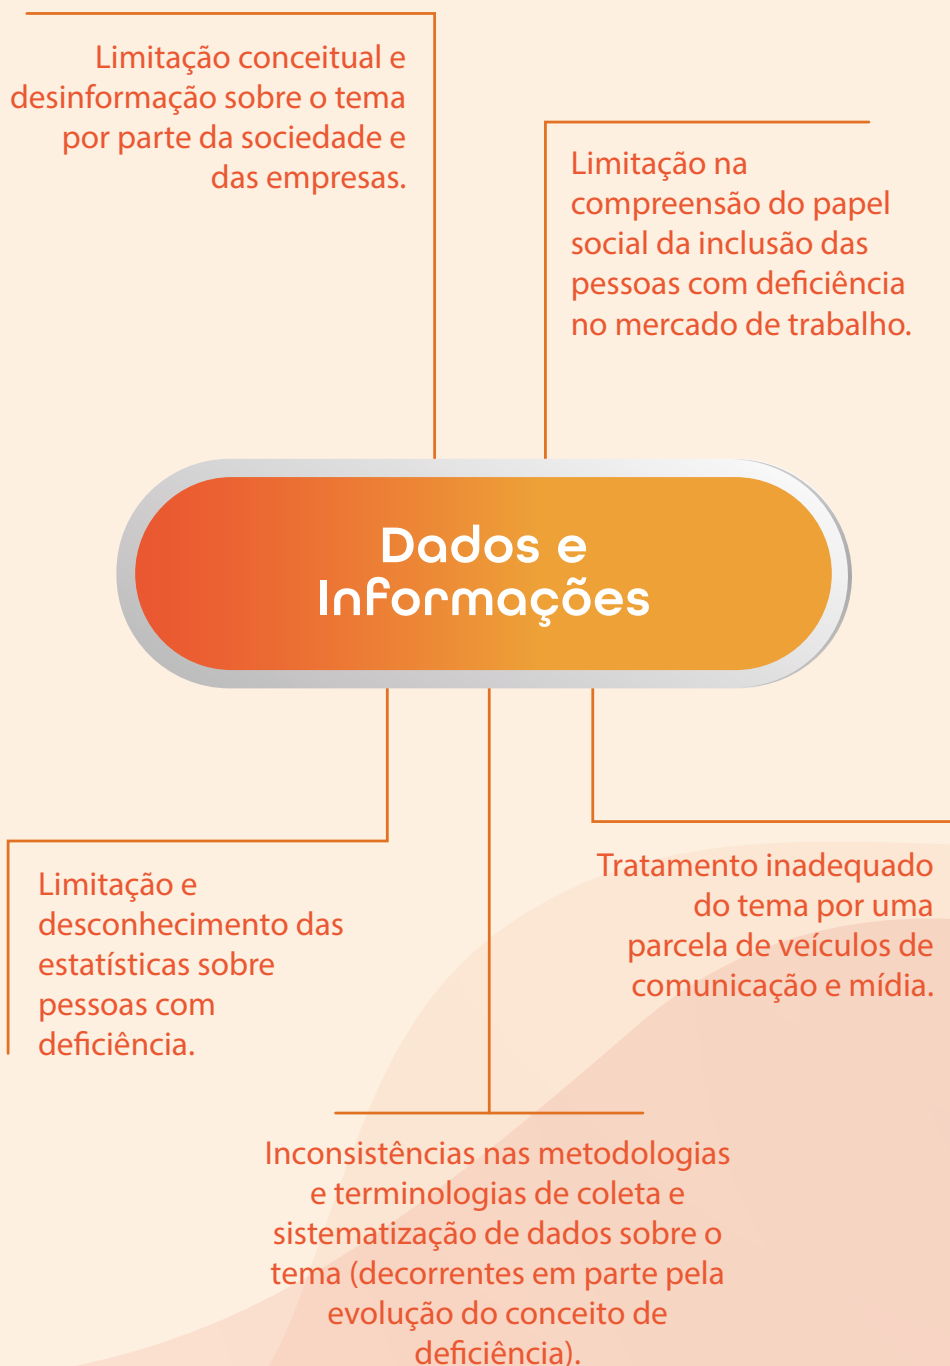 Limitação conceitual e
desinformação sobre o tema
por parte da sociedade e
das empresas.
Limitação na
compreensão do papel
social da inclusão das
pessoas com deficiência
no mercado de trabalho.
Dados e
Informações
Limitação e
desconhecimento das
estatísticas sobre
pessoas com
deficiência.
Tratamento inadequado
do tema por uma
parcela de veículos de
comunicação e mídia.
Inconsistências nas metodologias
e terminologias de coleta e
sistematização de dados sobre o
tema (decorrentes em parte pela
evolução do conceito de
deficiência).